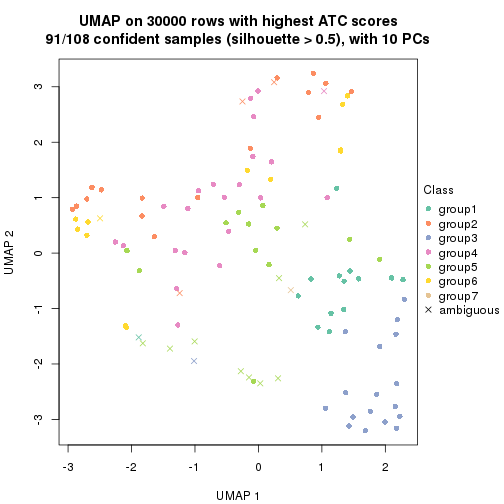 UMAP on 30000 rows with highest ATC scores
91/108 confident samples (silhouette > 0.5), with 10 PCs
3
2
1
0
-1
-2
-3
UMAP 2
-3
-2
-1
0
1
2
UMAP 1
Class
group1
group2
group3
group4
group5
group6
group7
ambiguous